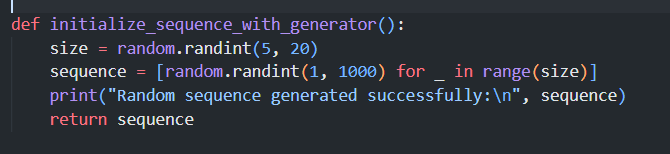 def initialize_sequence_with_generator():
    size = random.randint(5, 20)
    sequence = [random.randint(1, 1000) for _ in range(size)]
    print("Random sequence generated successfully:\n", sequence)
    return sequence